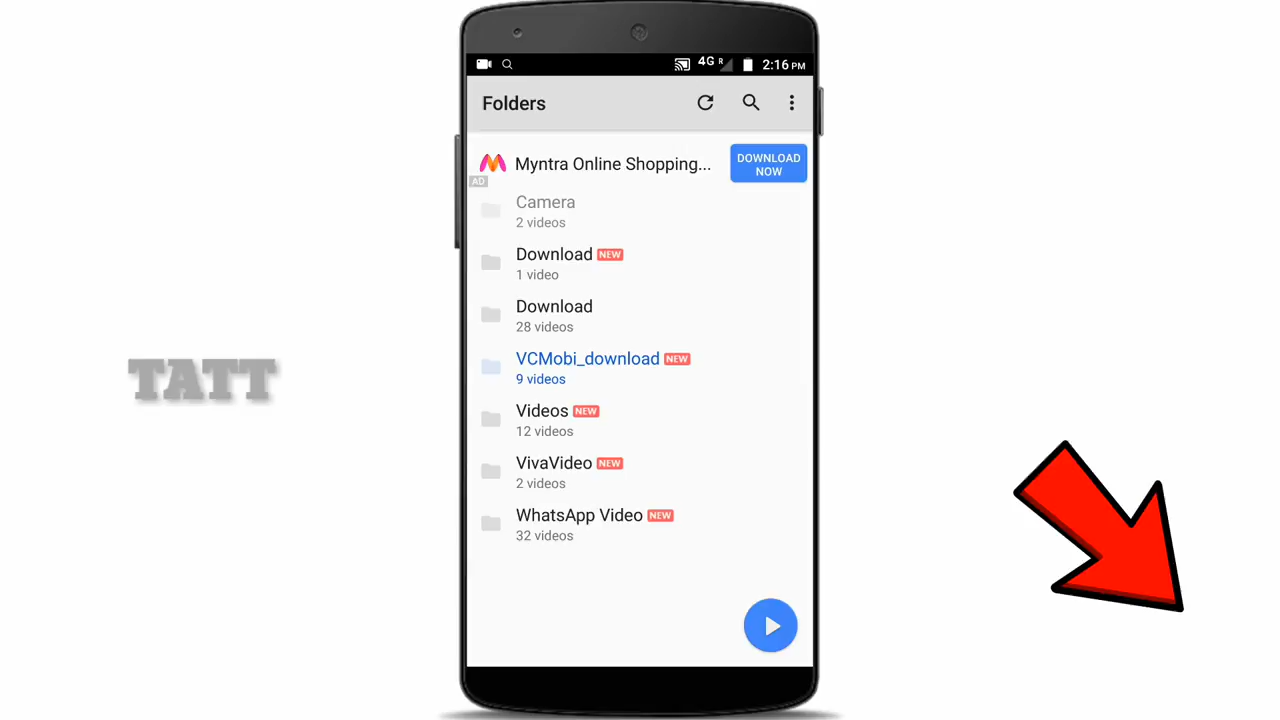 4G R 2:16 PM
Folders
Myntra Online Shopping...
DOWNLOAD
NOW
AD
Camera
2 videos
Download NEW
1 video
Download
28 videos
VCMobi_download NEW
9 videos
Videos NEW
12 videos
VivaVideo NEW
2 videos
WhatsApp Video NEW
32 videos
TATT